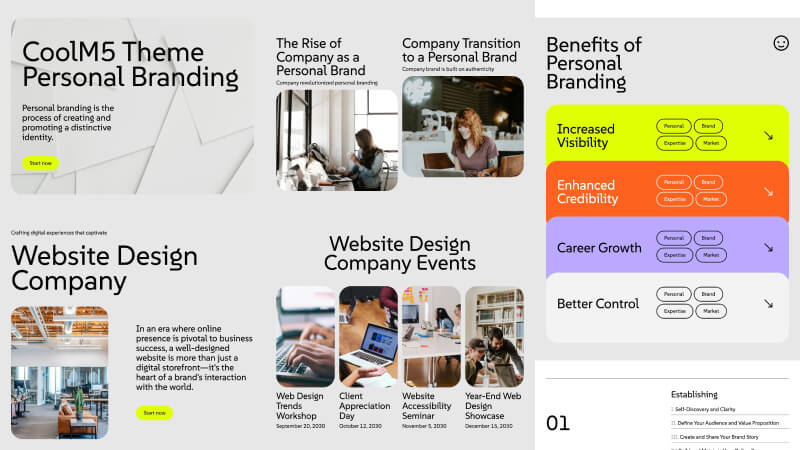 CoolM5 Theme
Personal Branding
Personal branding is the
process of creating and
promoting a distinctive
identity.
Start now
The Rise of
Company as a
Personal Brand
Company revolutionized personal branding
Company Transition
to a Personal Brand
Company brand is built on authenticity
Crafting digital experiences that captivate
Website Design
Company
In an era where online
presence is pivotal to business
success, a well-designed
website is more than just a
digital storefront—it's the
heart of a brand's interaction
with the world.
Start now
Website Design
Company Events
Web Design
Trends
Workshop
September 20, 2030
Client
Appreciation
Day
October 12, 2030
Website
Accessibility
Seminar
November 5, 2030
Year-End Web
Design
Showcase
December 15, 2030
Benefits of
Personal
Branding
Increased
Visibility
Personal Brand
Expertise Market
Enhanced
Credibility
Personal Brand
Expertise Market
Career Growth
Personal Brand
Expertise Market
Better Control
Personal Brand
Expertise Market
01
Establishing
I. Self-Discovery and Clarity
II. Define Your Audience and Value Proposition
III. Create and Share Your Brand Story